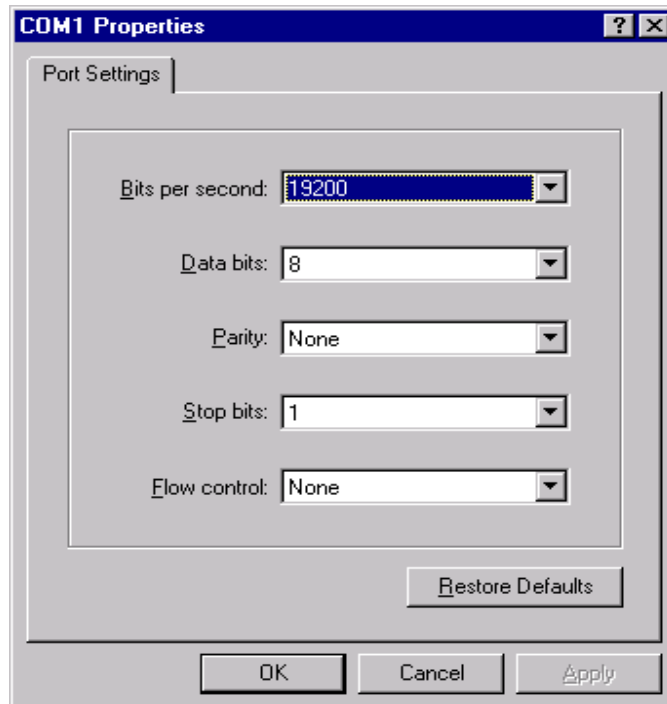 COM1 Properties
Port Settings
Bits per second: 19200
Data bits: 8
Parity: None
Stop bits: 1
Flow control: None
Restore Defaults
OK Cancel Apply